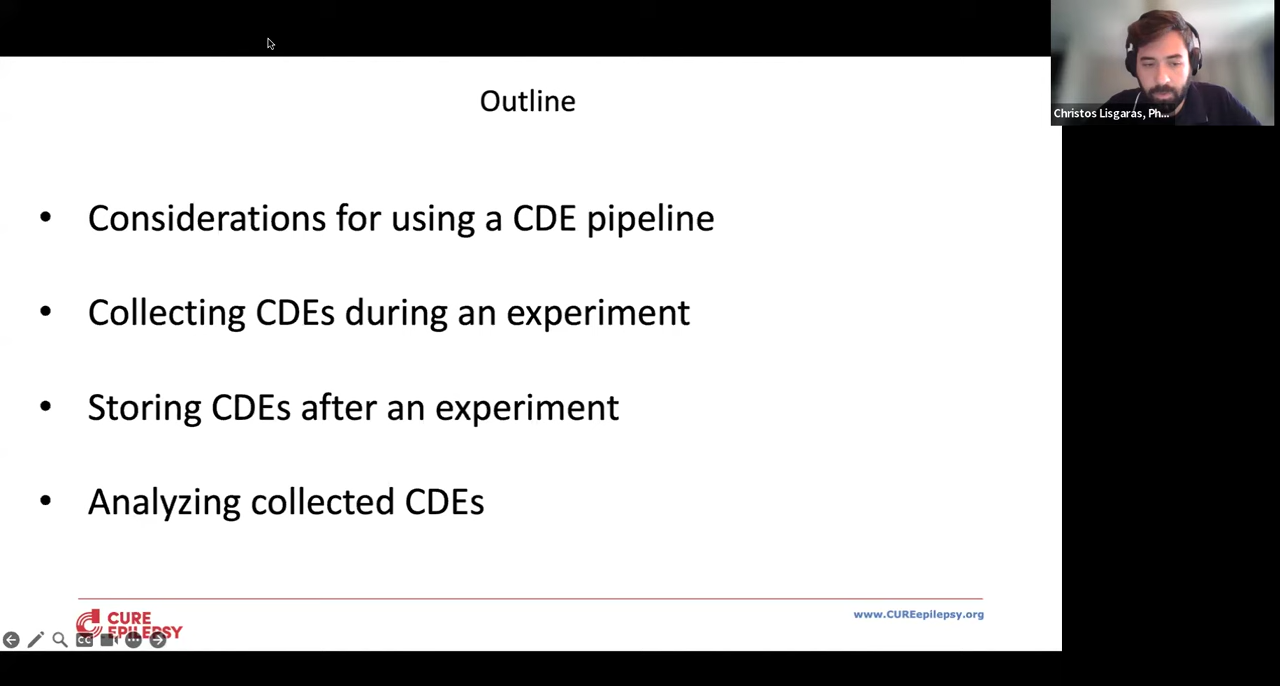 Outline
Christos Lisgaras, Ph...
• Considerations for using a CDE pipeline
• Collecting CDEs during an experiment
• Storing CDEs after an experiment
• Analyzing collected CDEs
CURE
EPILEPSY
www.CUREepilepsy.org
CC